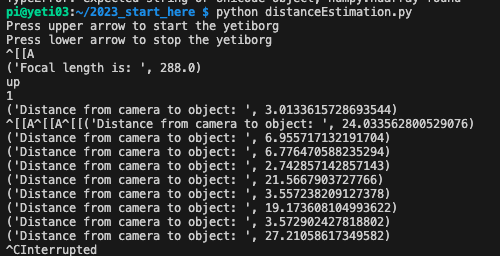 TypeError: Expected string or Unicode object, numpy.ndarray found
pi@yeti03:~/2023_start_here $ python distanceEstimation.py
Press upper arrow to start the yetiborg
Press lower arrow to stop the yetiborg
^[[A
('Focal length is: ', 288.0)
up
1
('Distance from camera to object: ', 3.0133615728693544)
^[[A^[[A^[[('Distance from camera to object: ', 24.033562800529076)
('Distance from camera to object: ', 6.955717132191704)
('Distance from camera to object: ', 6.776470588235294)
('Distance from camera to object: ', 2.742857142857143)
('Distance from camera to object: ', 21.5667903727766)
('Distance from camera to object: ', 3.557238209127378)
('Distance from camera to object: ', 19.173608104993622)
('Distance from camera to object: ', 3.572902427818802)
('Distance from camera to object: ', 27.21058617349582)
^CInterrupted